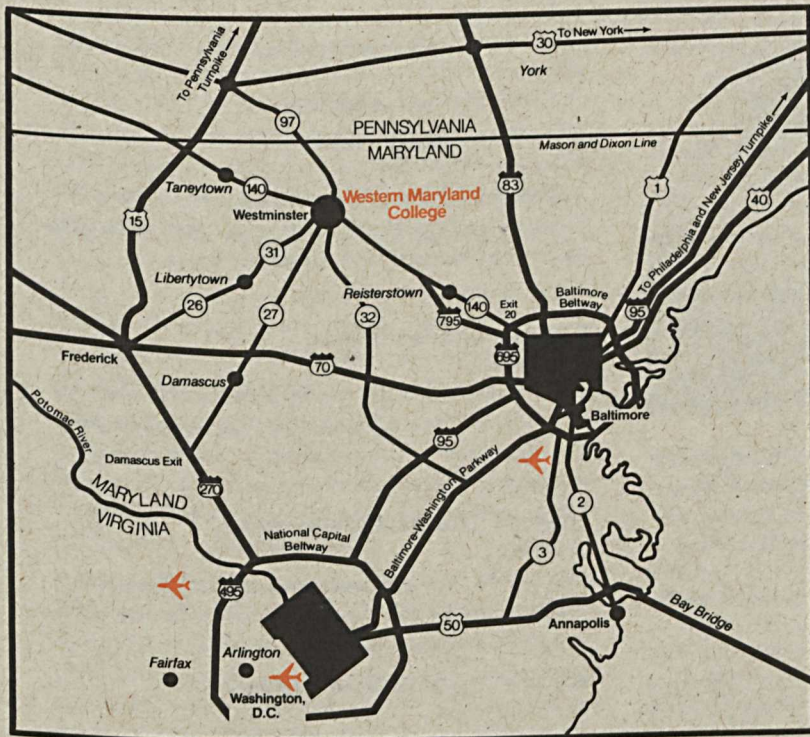 To Pennsylvania
Turnpike
30
To New York
York
97
PENNSYLVANIA
MARYLAND
Mason and Dixon Line
Taneytown
140
Western Maryland
College
Westminster
83
1
15
31
Libertytown
26
27
Reisterstown
32
140
795
Exit
20
Baltimore
Beltway
To Philadelphia and New Jersey Turnpike
40
95
695
Frederick
70
Damascus
Baltimore
Potomac River
Damascus Exit
95
MARYLAND
VIRGINIA
270
National Capital
Beltway
Baltimore-Washington Parkway
2
3
495
50
Annapolis
Bay Bridge
Fairfax
Arlington
Washington,
D.C.